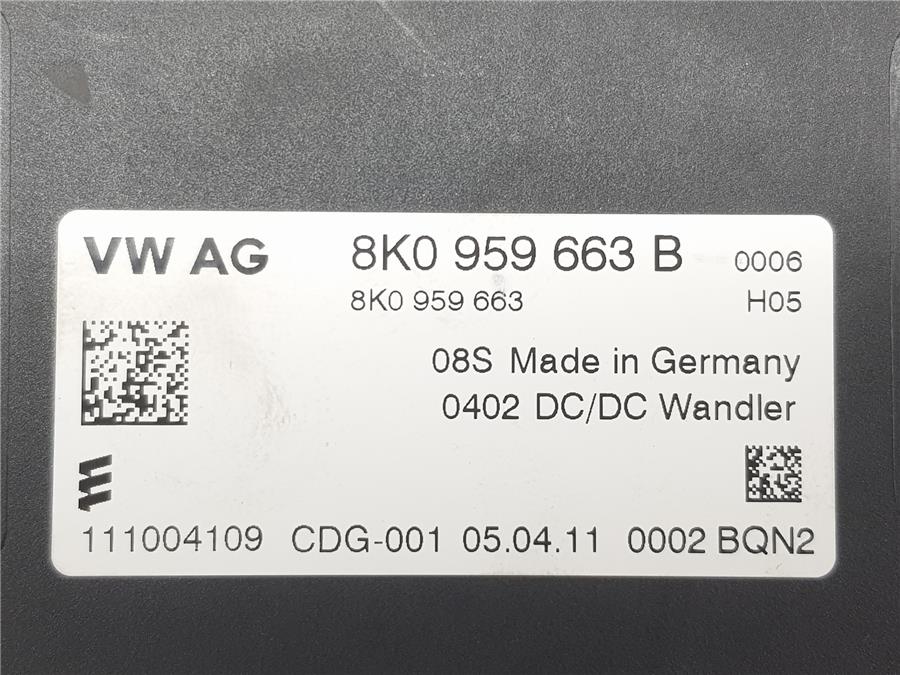 VW AG 8K0 959 663 B 0006
8K0 959 663 H05
08S Made in Germany
0402 DC/DC Wandler
111004109 CDG-001 05.04.11 0002 BQN2